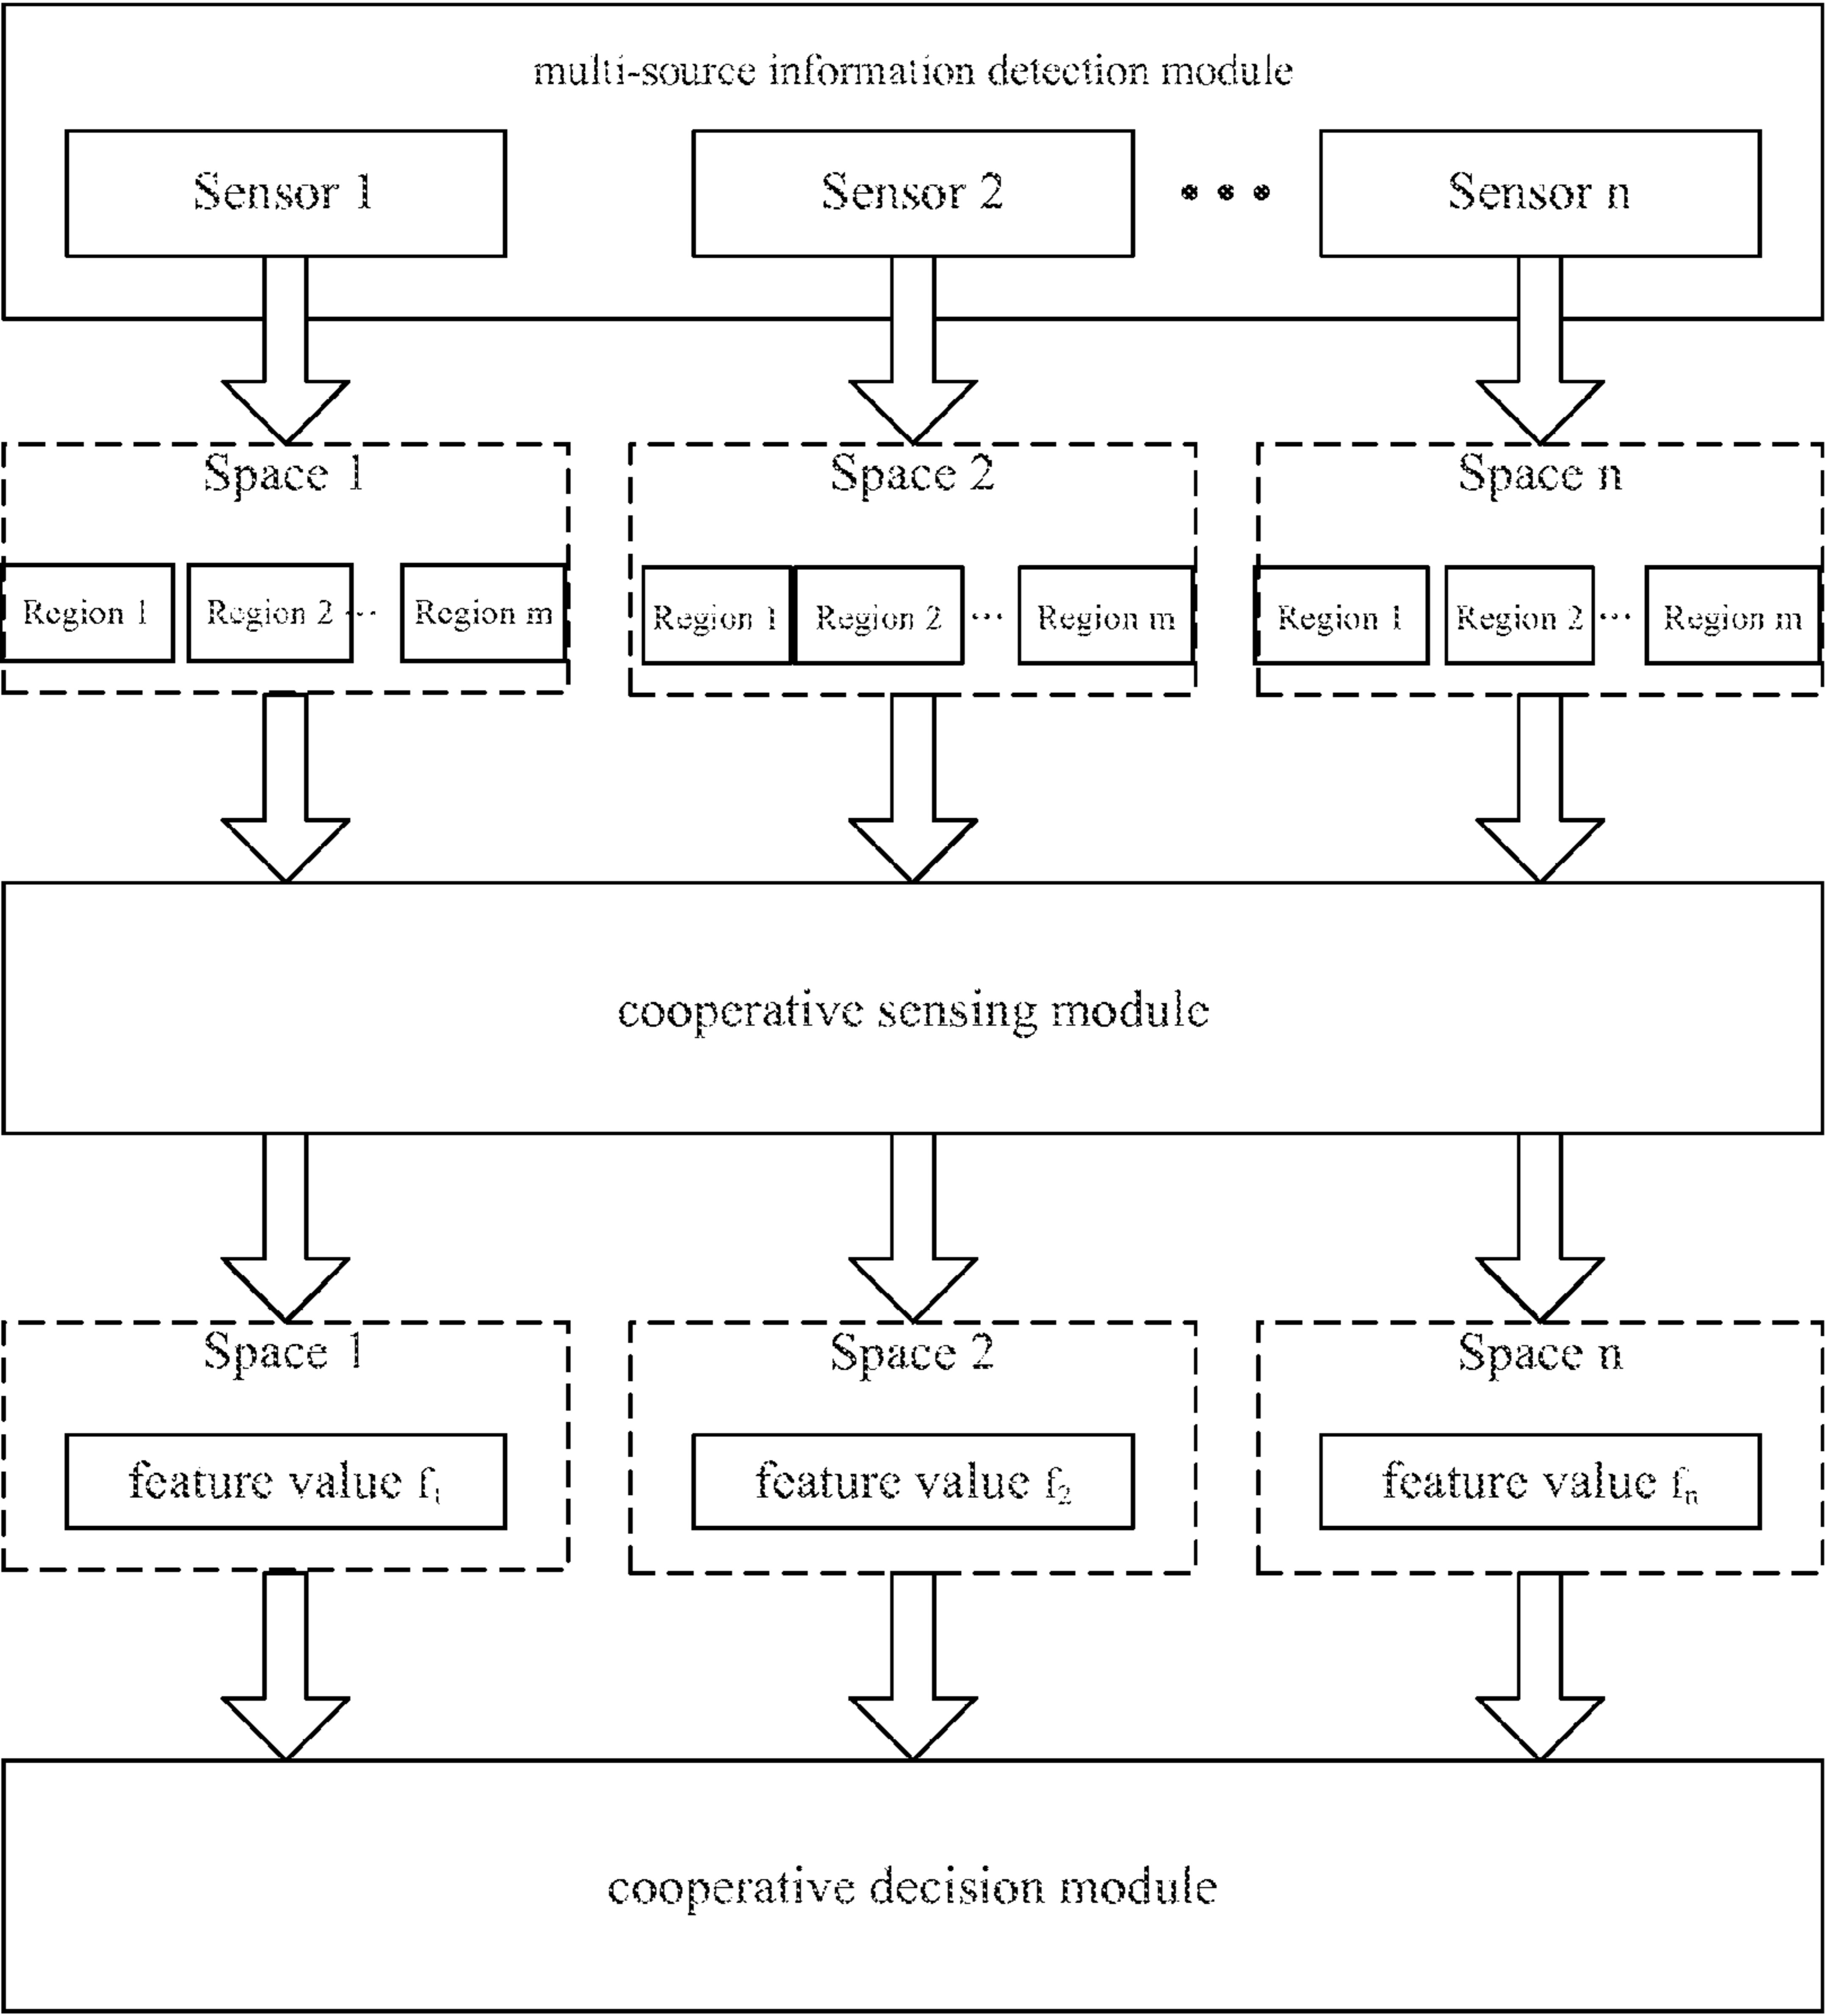 multi-source information detection module
Sensor 1
Sensor 2
•••
Sensor n
Space 1
Space 2
Space n
Region 1
Region 2
...
Region m
Region 1
Region 2
...
Region m
Region 1
Region 2
...
Region m
cooperative sensing module
Space 1
Space 2
Space n
feature value f₁
feature value f₂
feature value fₙ
cooperative decision module